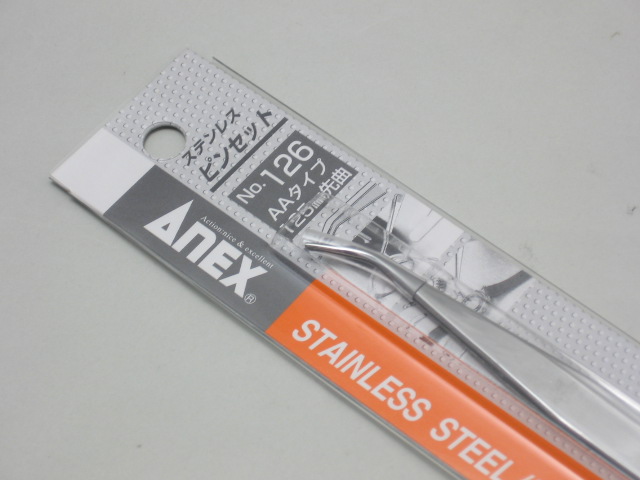 ステンレス
ピンセット
No.126
AAタイプ
125mm先曲
Action,nice & excellent
ANEX®
STAINLESS STEEL